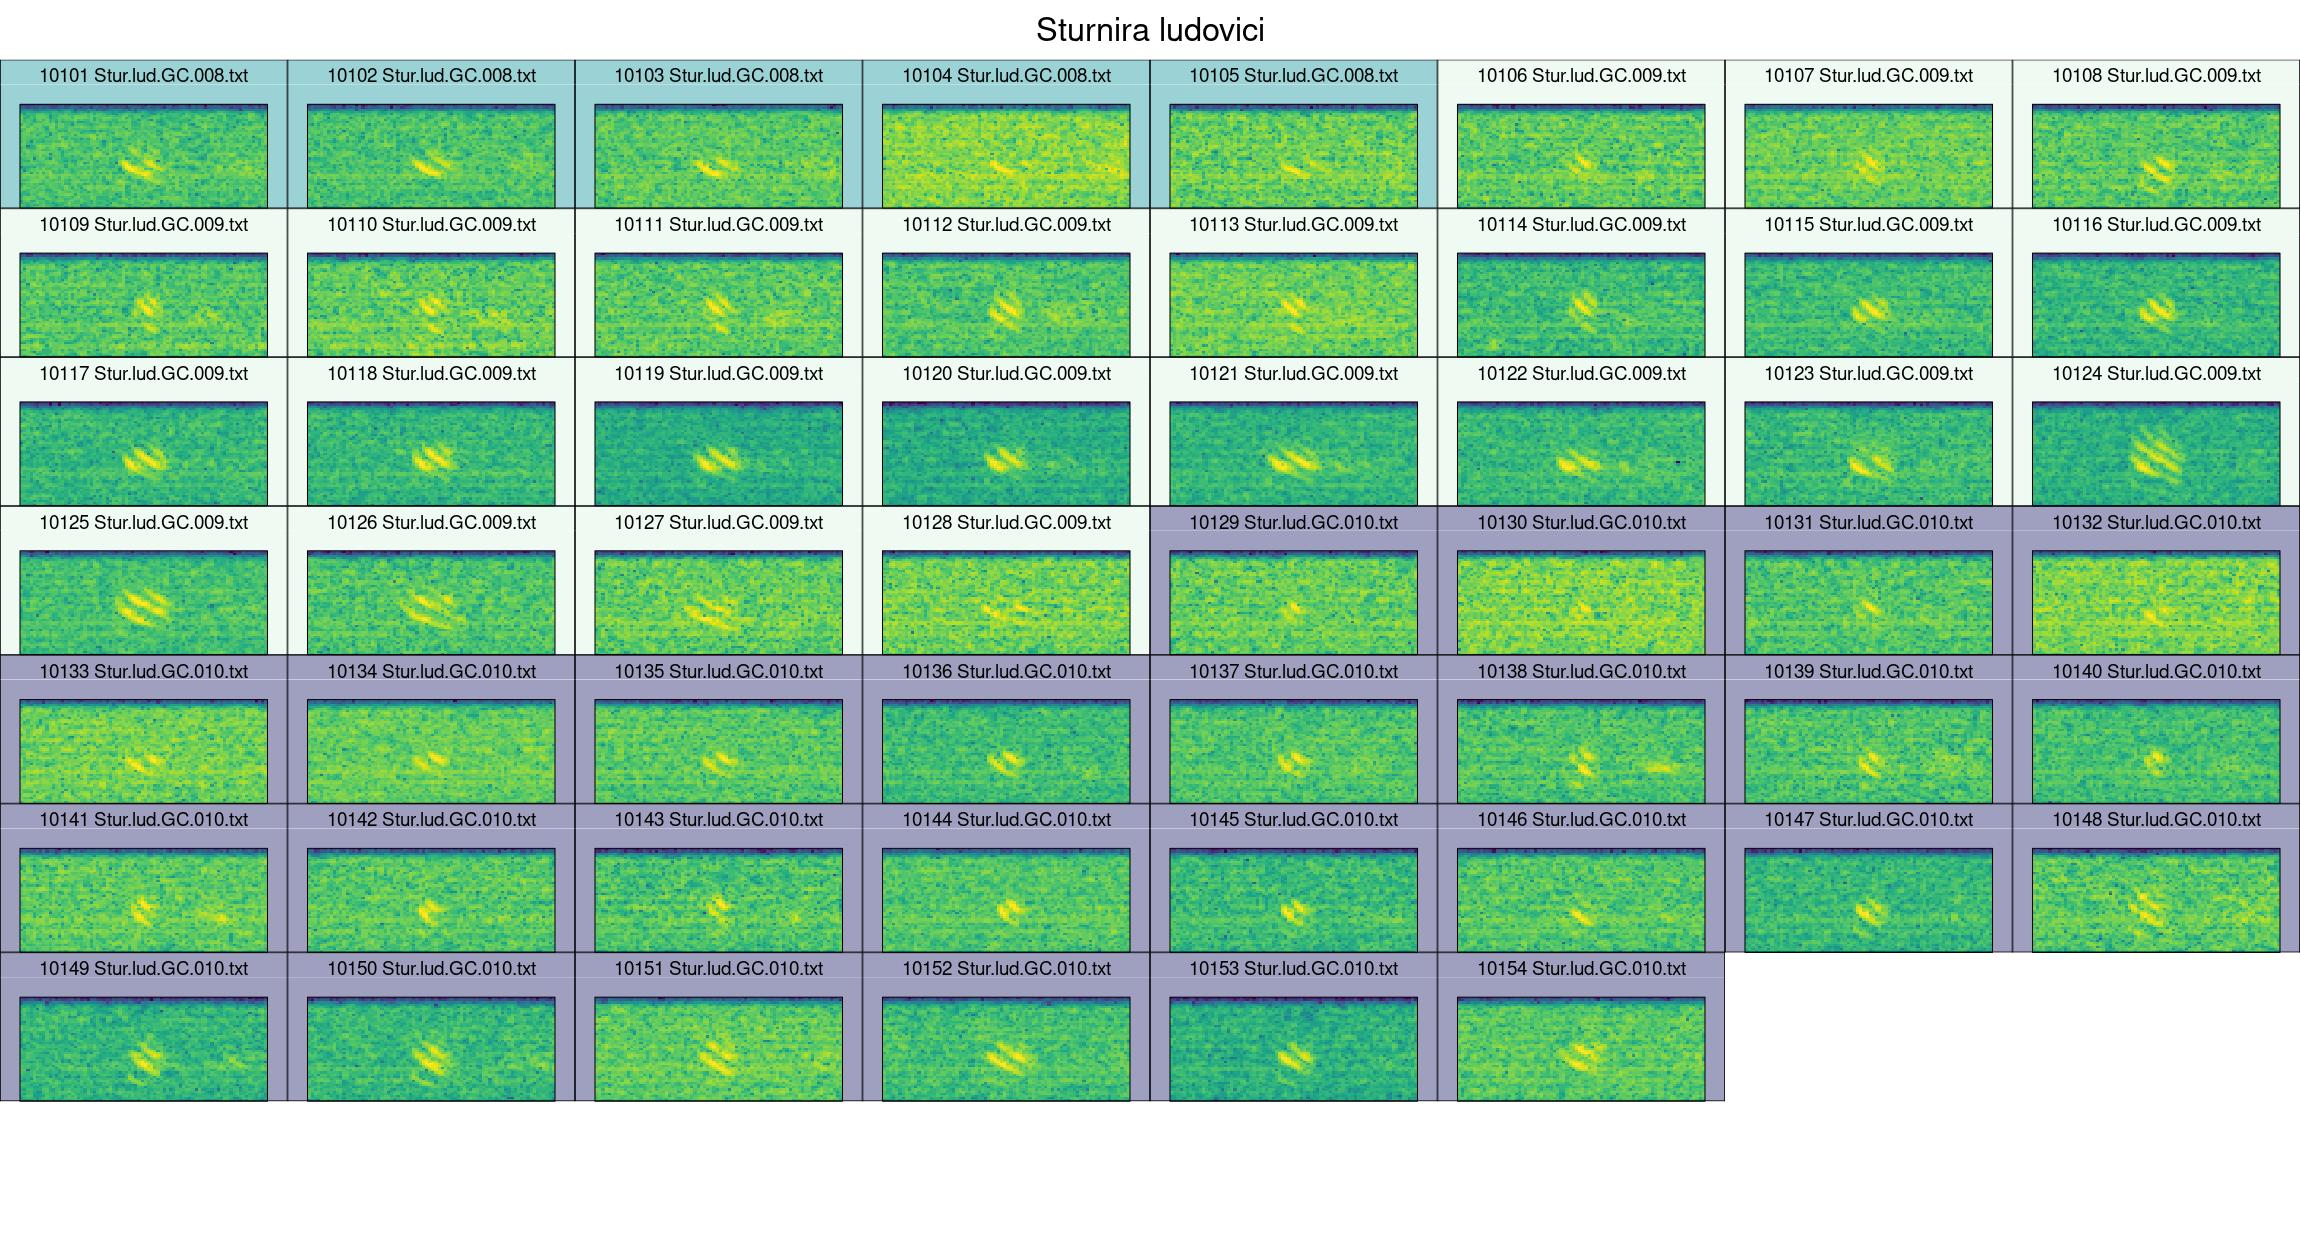 Sturnira ludovici
10101 Stur.lud.GC.008.txt 10102 Stur.lud.GC.008.txt 10103 Stur.lud.GC.008.txt 10104 Stur.lud.GC.008.txt 10105 Stur.lud.GC.008.txt 10106 Stur.lud.GC.009.txt 10107 Stur.lud.GC.009.txt 10108 Stur.lud.GC.009.txt
10109 Stur.lud.GC.009.txt 10110 Stur.lud.GC.009.txt 10111 Stur.lud.GC.009.txt 10112 Stur.lud.GC.009.txt 10113 Stur.lud.GC.009.txt 10114 Stur.lud.GC.009.txt 10115 Stur.lud.GC.009.txt 10116 Stur.lud.GC.009.txt
10117 Stur.lud.GC.009.txt 10118 Stur.lud.GC.009.txt 10119 Stur.lud.GC.009.txt 10120 Stur.lud.GC.009.txt 10121 Stur.lud.GC.009.txt 10122 Stur.lud.GC.009.txt 10123 Stur.lud.GC.009.txt 10124 Stur.lud.GC.009.txt
10125 Stur.lud.GC.009.txt 10126 Stur.lud.GC.009.txt 10127 Stur.lud.GC.009.txt 10128 Stur.lud.GC.009.txt 10129 Stur.lud.GC.010.txt 10130 Stur.lud.GC.010.txt 10131 Stur.lud.GC.010.txt 10132 Stur.lud.GC.010.txt
10133 Stur.lud.GC.010.txt 10134 Stur.lud.GC.010.txt 10135 Stur.lud.GC.010.txt 10136 Stur.lud.GC.010.txt 10137 Stur.lud.GC.010.txt 10138 Stur.lud.GC.010.txt 10139 Stur.lud.GC.010.txt 10140 Stur.lud.GC.010.txt
10141 Stur.lud.GC.010.txt 10142 Stur.lud.GC.010.txt 10143 Stur.lud.GC.010.txt 10144 Stur.lud.GC.010.txt 10145 Stur.lud.GC.010.txt 10146 Stur.lud.GC.010.txt 10147 Stur.lud.GC.010.txt 10148 Stur.lud.GC.010.txt
10149 Stur.lud.GC.010.txt 10150 Stur.lud.GC.010.txt 10151 Stur.lud.GC.010.txt 10152 Stur.lud.GC.010.txt 10153 Stur.lud.GC.010.txt 10154 Stur.lud.GC.010.txt